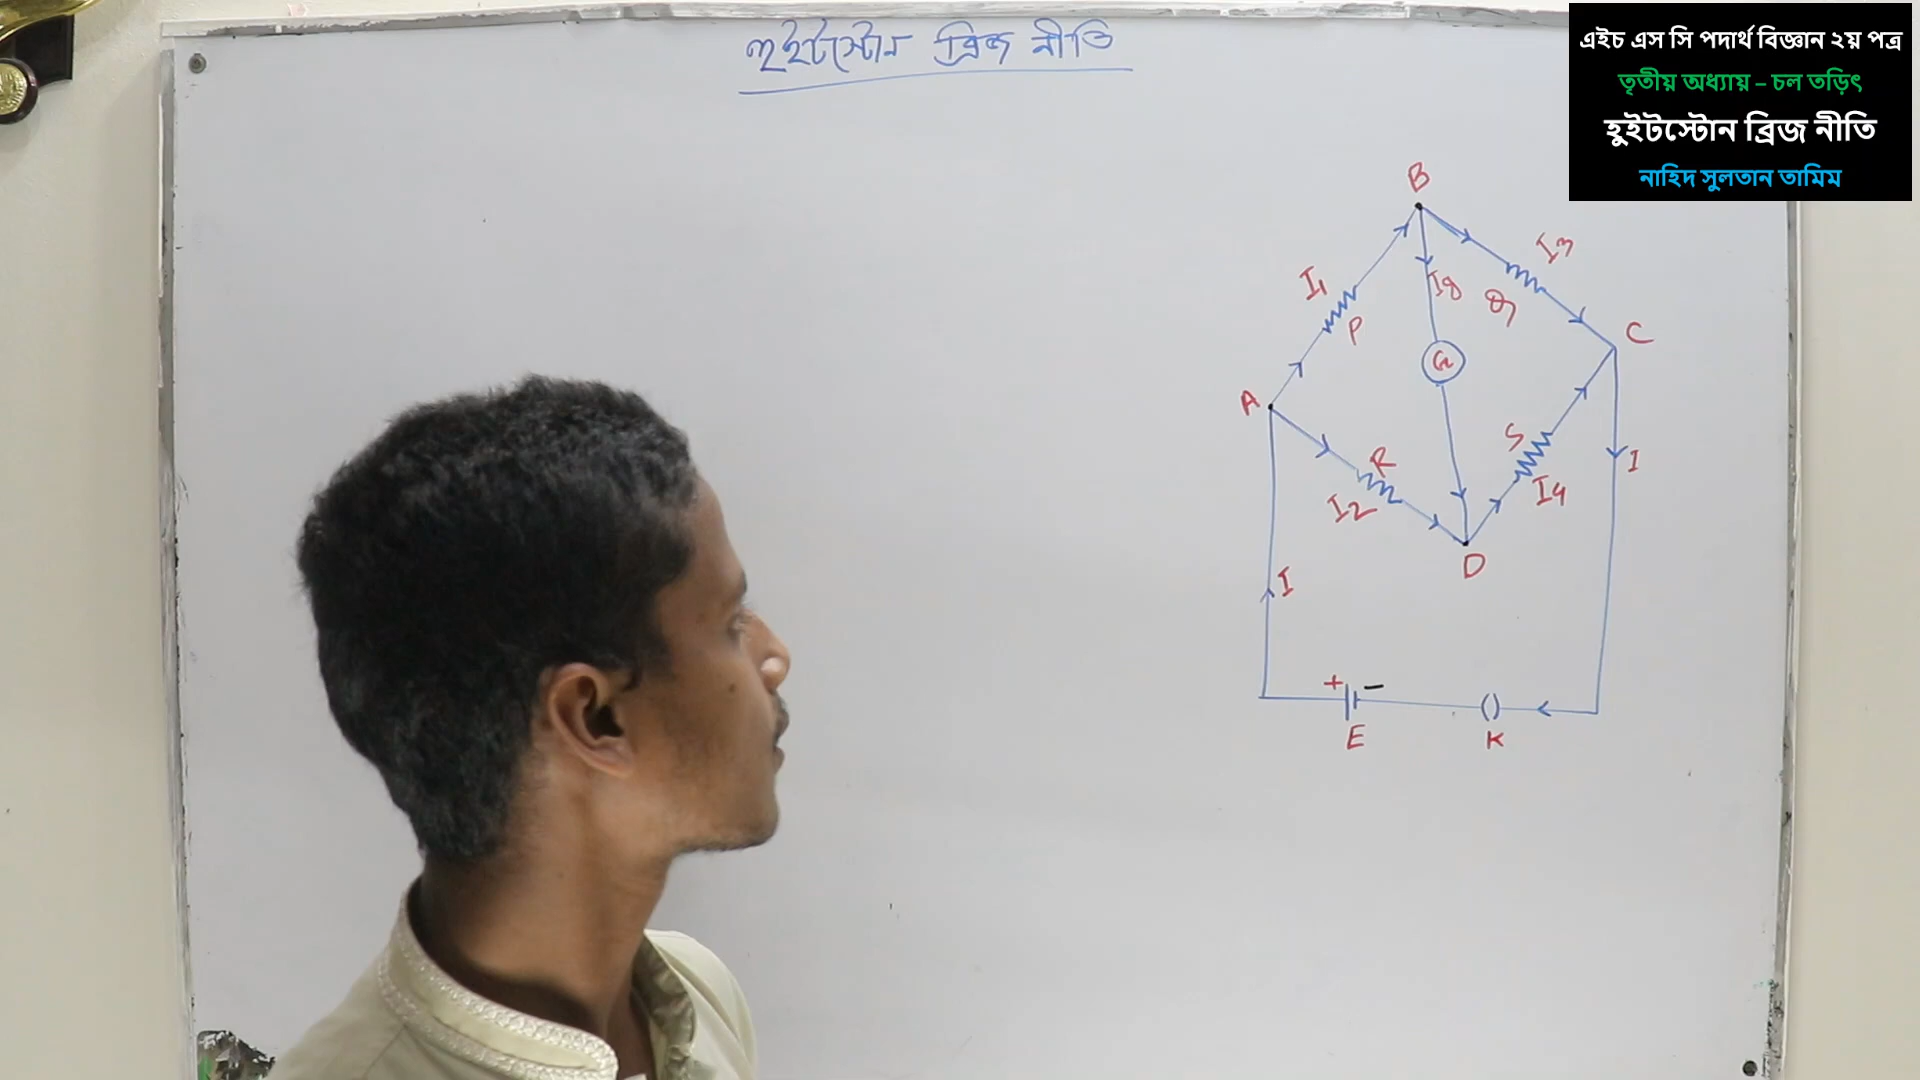 হুইটস্টোন ব্রিজ নীতি
এইচ এস সি পদার্থ বিজ্ঞান ২য় পত্র
তৃতীয় অধ্যায় – চল তড়িৎ
হুইটস্টোন ব্রিজ নীতি
নাহিদ সুলতান তামিম
B
I1
P
Ig
I3
Q
C
G
A
R
I2
S
I4
I
D
I
+ −
E
K